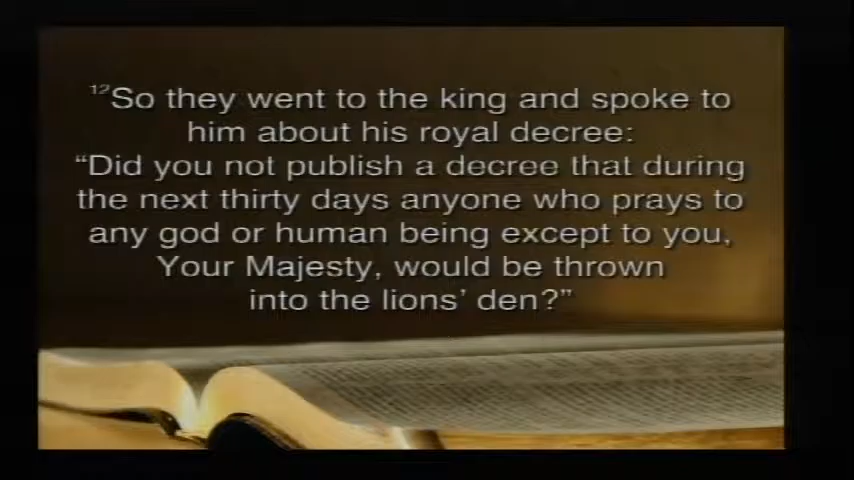 ¹²So they went to the king and spoke to
him about his royal decree:
“Did you not publish a decree that during
the next thirty days anyone who prays to
any god or human being except to you,
Your Majesty, would be thrown
into the lions’ den?”